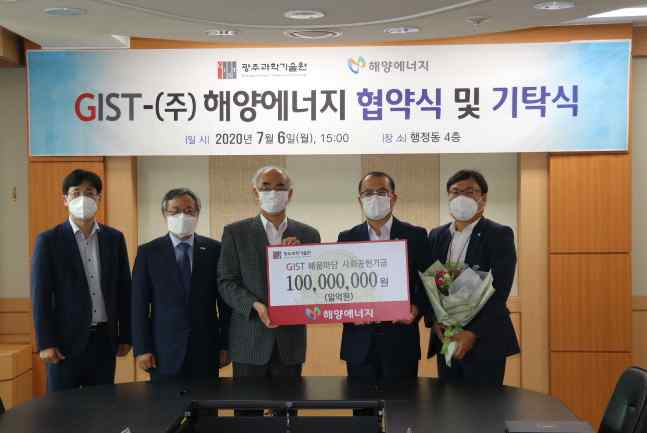 광주과학기술원 해양에너지
GIST-(주) 해양에너지 협약식 및 기탁식
|일 시| 2020년 7월 6일(월), 15:00 |장 소| 행정동 4층
광주과학기술원
GIST 배움마당 사회공헌기금
100,000,000원
(일억원)
해양에너지